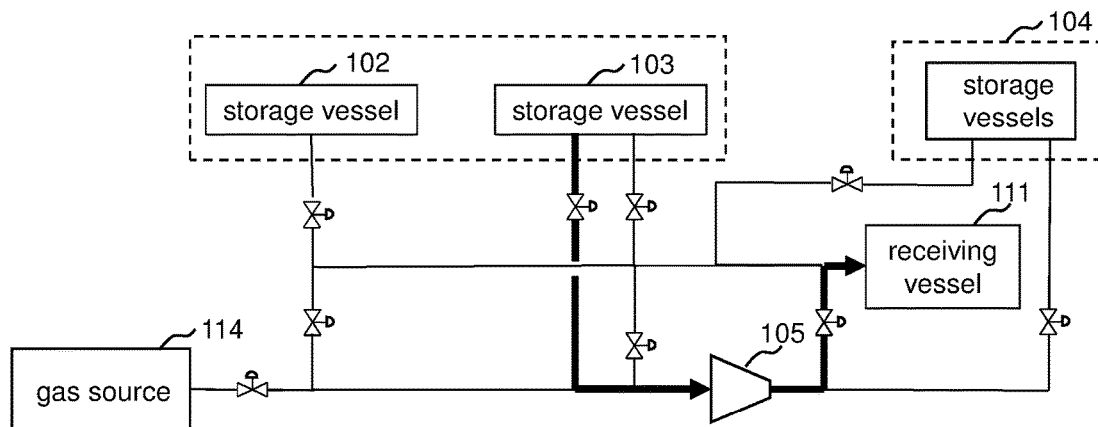 104
102
103
storage vessel
storage vessel
storage
vessels
111
receiving
vessel
114
105
gas source